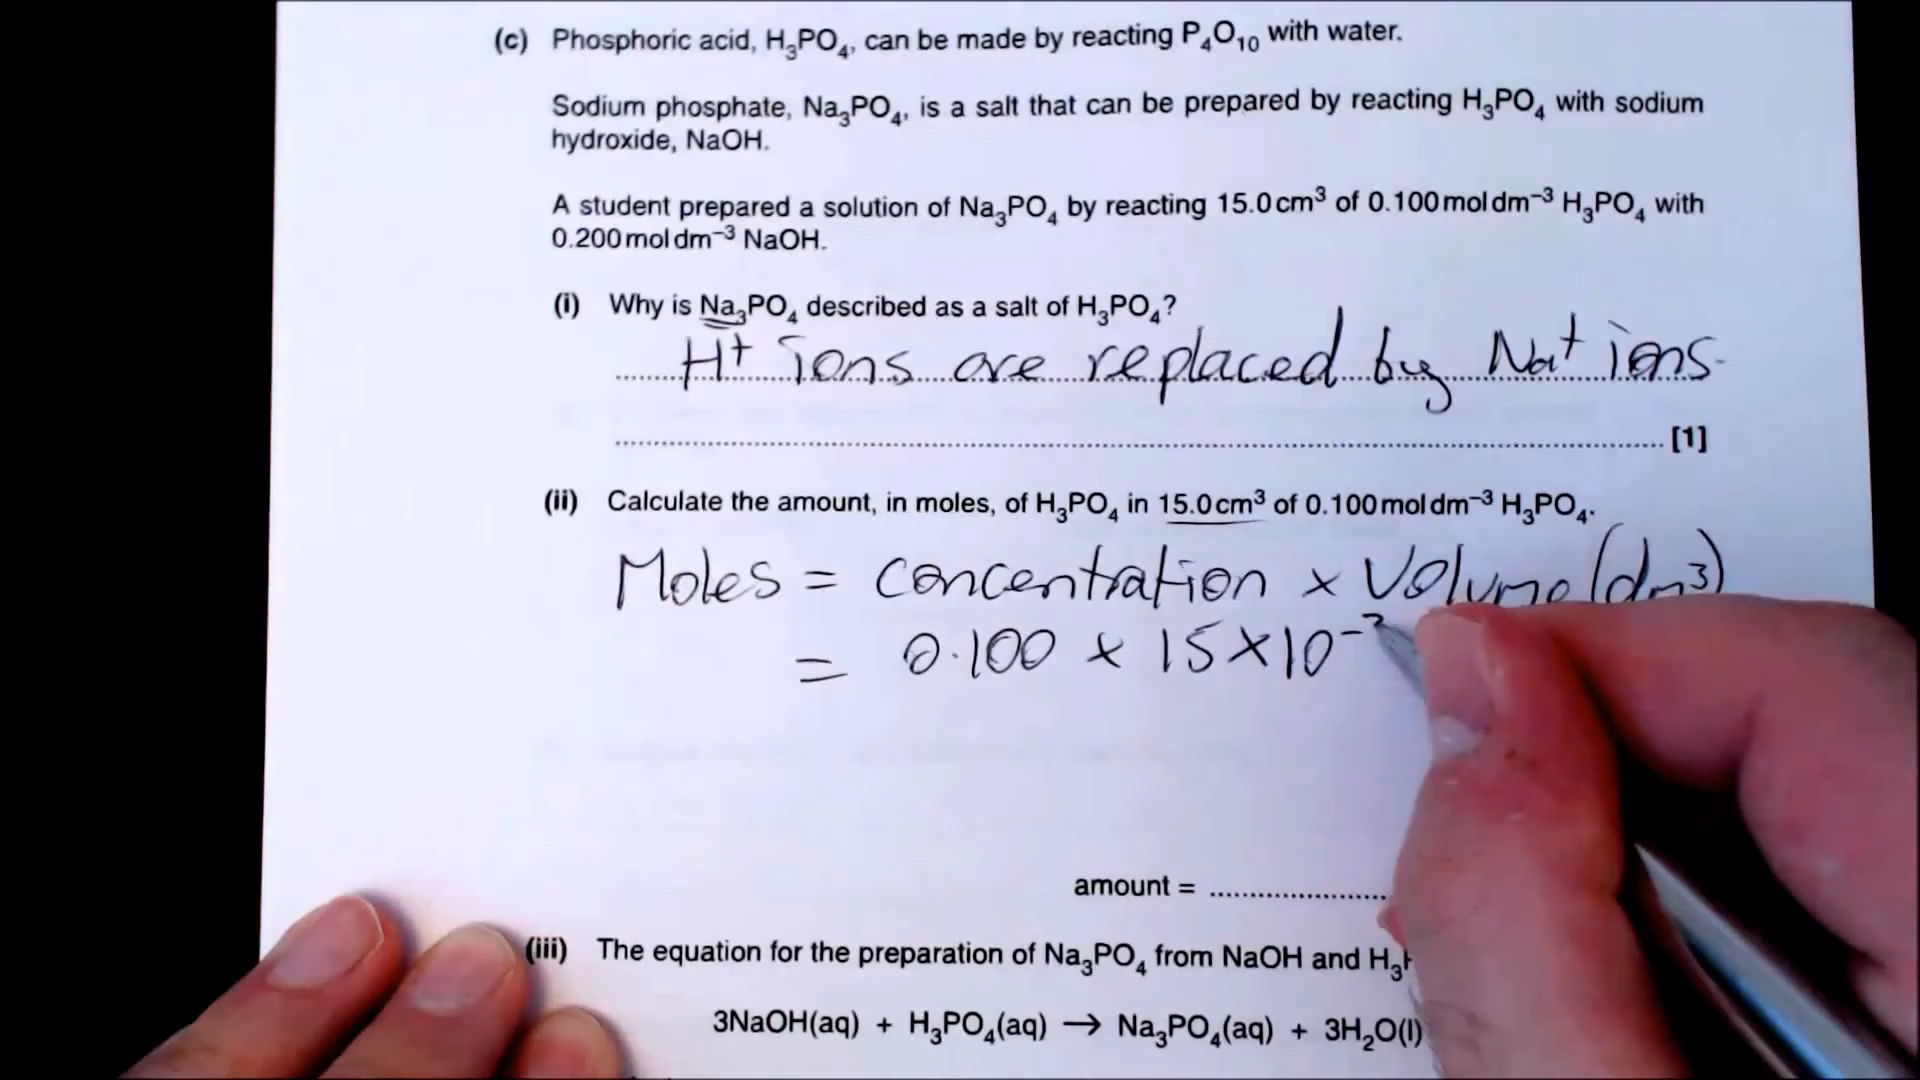 (c) Phosphoric acid, H₃PO₄, can be made by reacting P₄O₁₀ with water.
Sodium phosphate, Na₃PO₄, is a salt that can be prepared by reacting H₃PO₄ with sodium
hydroxide, NaOH.
A student prepared a solution of Na₃PO₄ by reacting 15.0 cm³ of 0.100 mol dm⁻³ H₃PO₄ with
0.200 mol dm⁻³ NaOH.
(i) Why is Na₃PO₄ described as a salt of H₃PO₄?
H⁺ ions are replaced by Na⁺ ions.
[1]
(ii) Calculate the amount, in moles, of H₃PO₄ in 15.0 cm³ of 0.100 mol dm⁻³ H₃PO₄.
Moles = concentration × Volume (dm³)
= 0.100 × 15 × 10⁻
amount =
(iii) The equation for the preparation of Na₃PO₄ from NaOH and
3NaOH(aq) + H₃PO₄(aq) → Na₃PO₄(aq) + 3H₂O(l)